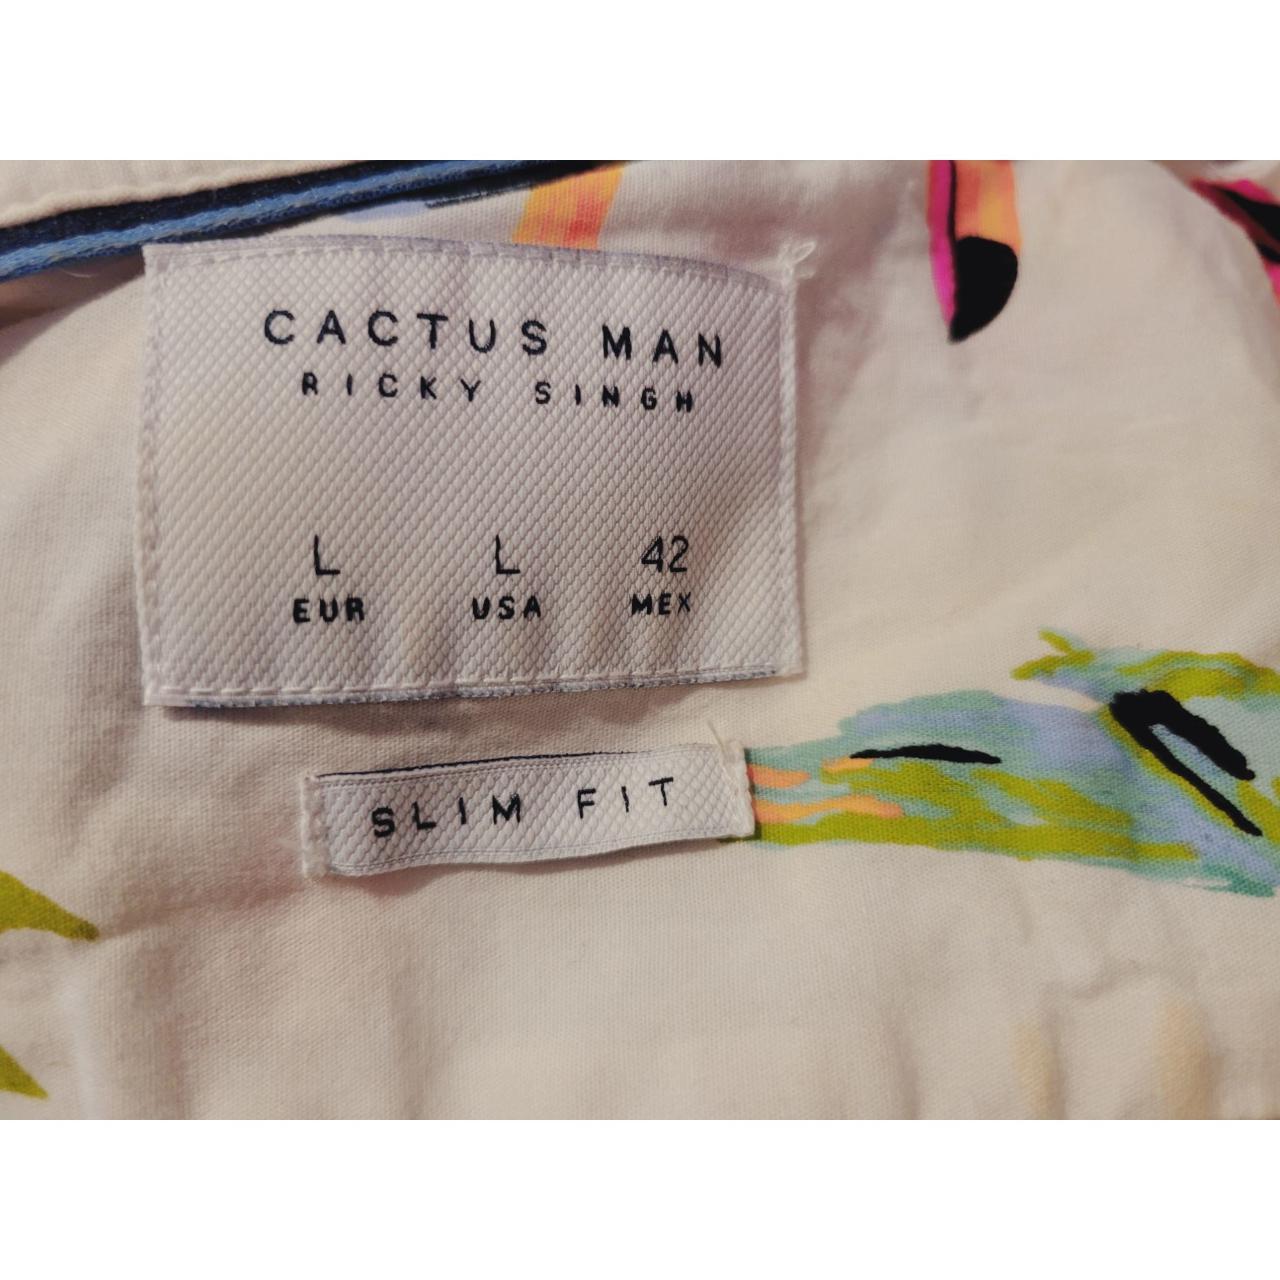 CACTUS MAN
RICKY SINGH
L L 42
EUR USA MEX
SLIM FIT